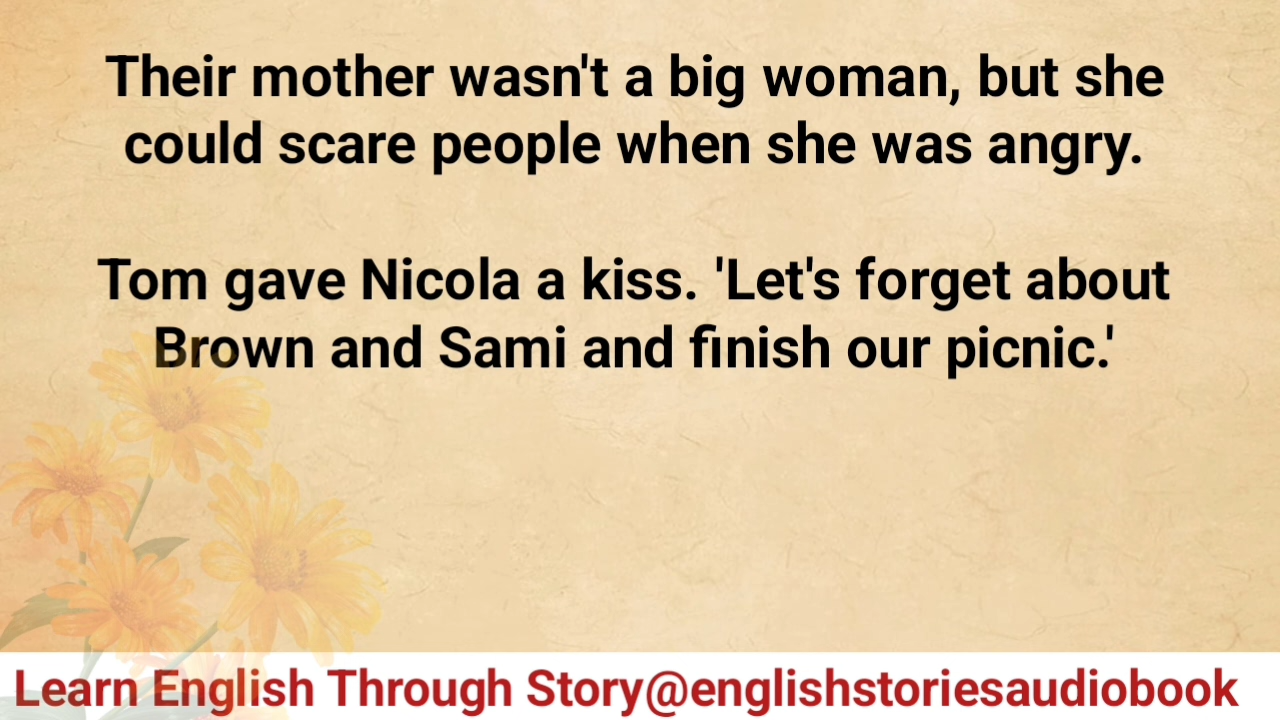 Their mother wasn't a big woman, but she
could scare people when she was angry.
Tom gave Nicola a kiss. 'Let's forget about
Brown and Sami and finish our picnic.'
Learn English Through Story@englishstoriesaudiobook